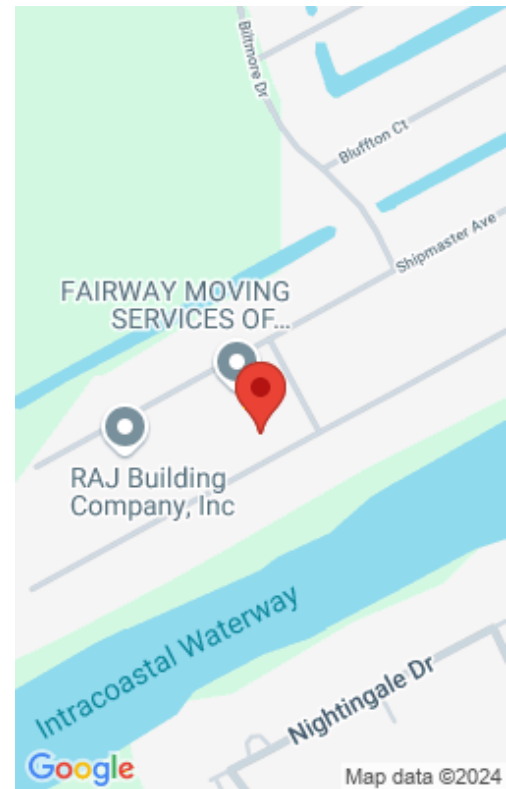 Biltmore Dr
Bluffton Ct
Shipmaster Ave
FAIRWAY MOVING
SERVICES OF...
RAJ Building
Company, Inc
Intracoastal Waterway
Nightingale Dr
Google
Map data ©2024